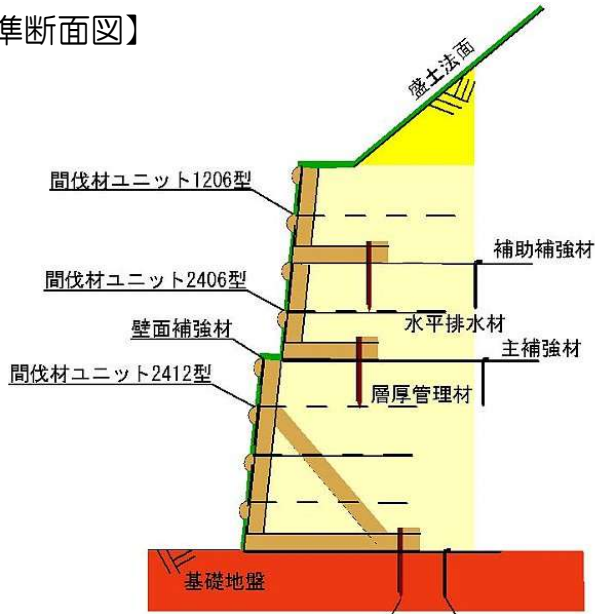 準断面図】
盛土法面
間伐材ユニット1206型
補助補強材
間伐材ユニット2406型
水平排水材
壁面補強材
主補強材
間伐材ユニット2412型
層厚管理材
基礎地盤